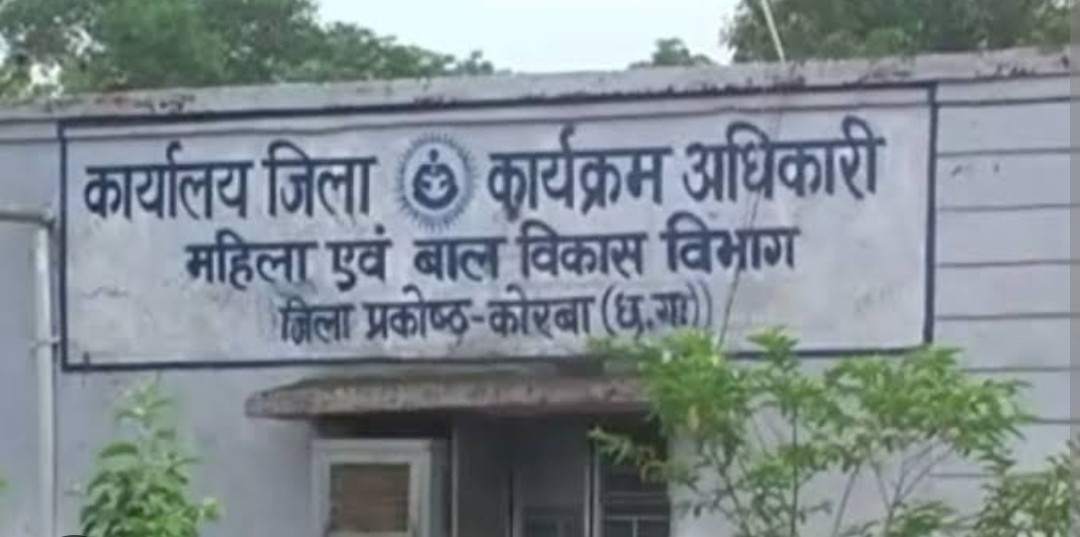 कार्यालय जिला कार्यक्रम अधिकारी
महिला एवं बाल विकास विभाग
जिला प्रकोष्ठ-कोरबा (छ.ग.)